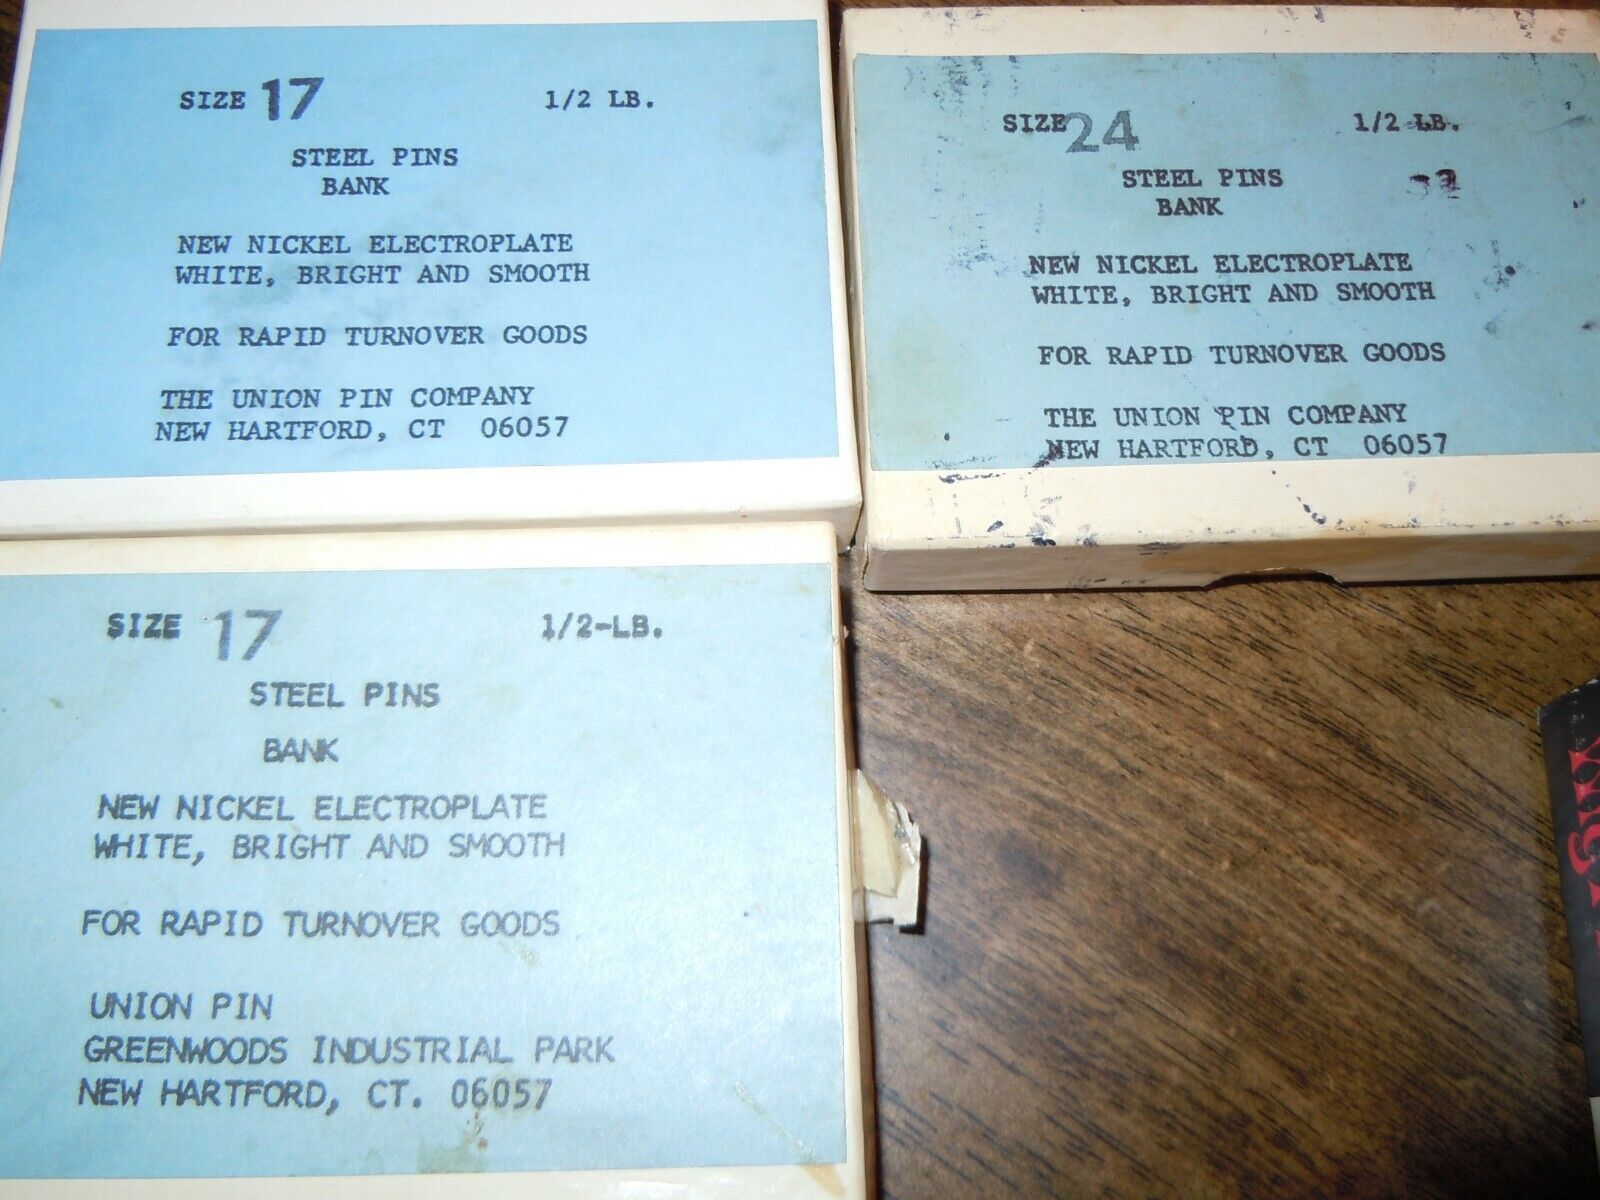 SIZE 17 1/2 LB.
STEEL PINS
BANK
NEW NICKEL ELECTROPLATE
WHITE, BRIGHT AND SMOOTH
FOR RAPID TURNOVER GOODS
THE UNION PIN COMPANY
NEW HARTFORD, CT 06057
SIZE 24 1/2 LB.
STEEL PINS
BANK
NEW NICKEL ELECTROPLATE
WHITE, BRIGHT AND SMOOTH
FOR RAPID TURNOVER GOODS
THE UNION PIN COMPANY
NEW HARTFORD, CT 06057
SIZE 17 1/2-LB.
STEEL PINS
BANK
NEW NICKEL ELECTROPLATE
WHITE, BRIGHT AND SMOOTH
FOR RAPID TURNOVER GOODS
UNION PIN
GREENWOODS INDUSTRIAL PARK
NEW HARTFORD, CT. 06057